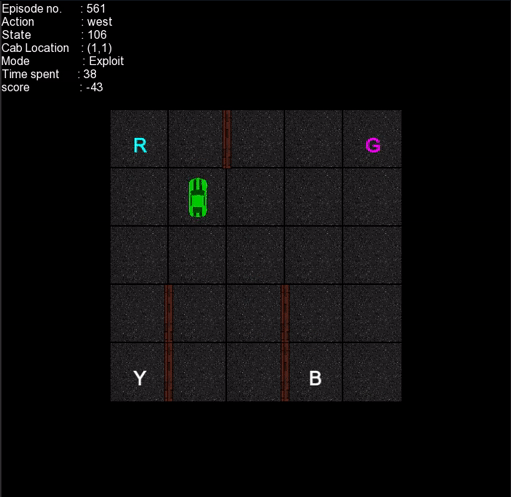 Episode no. : 561
Action : west
State : 106
Cab Location : (1,1)
Mode : Exploit
Time spent : 38
score : -43
R G
Y B